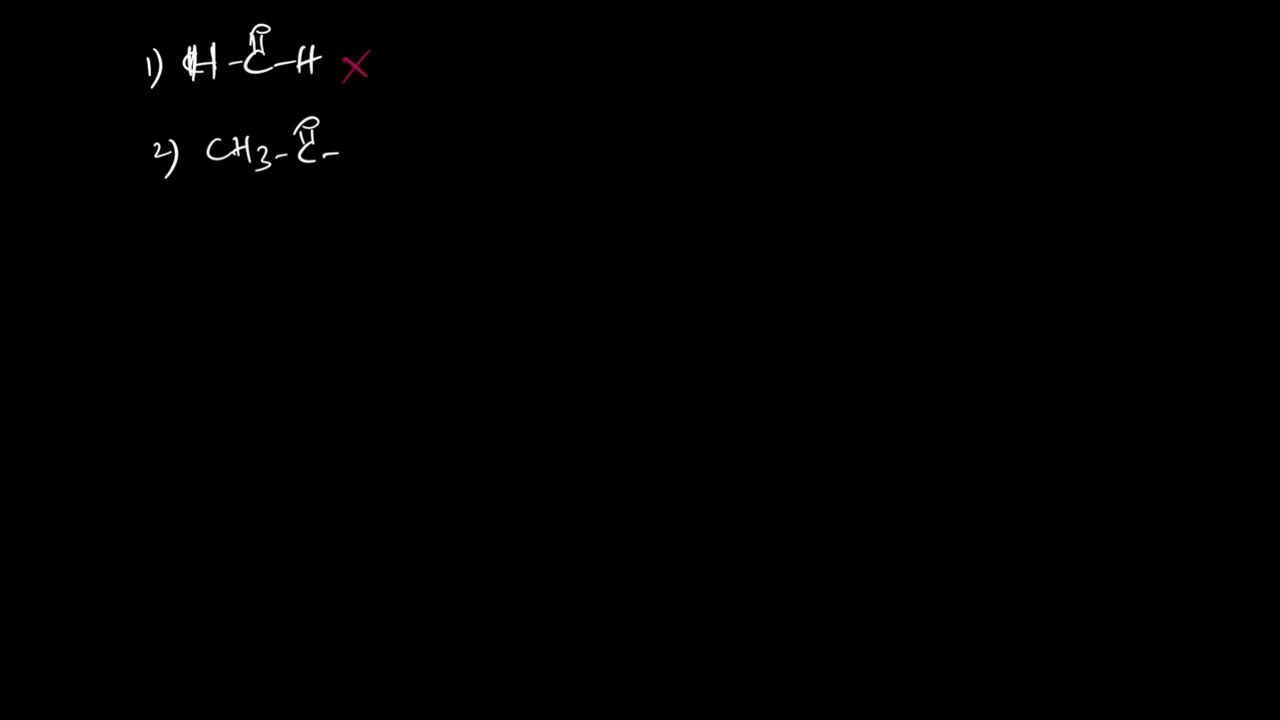 O
1) H-C-H ×
O
2) CH3-C-